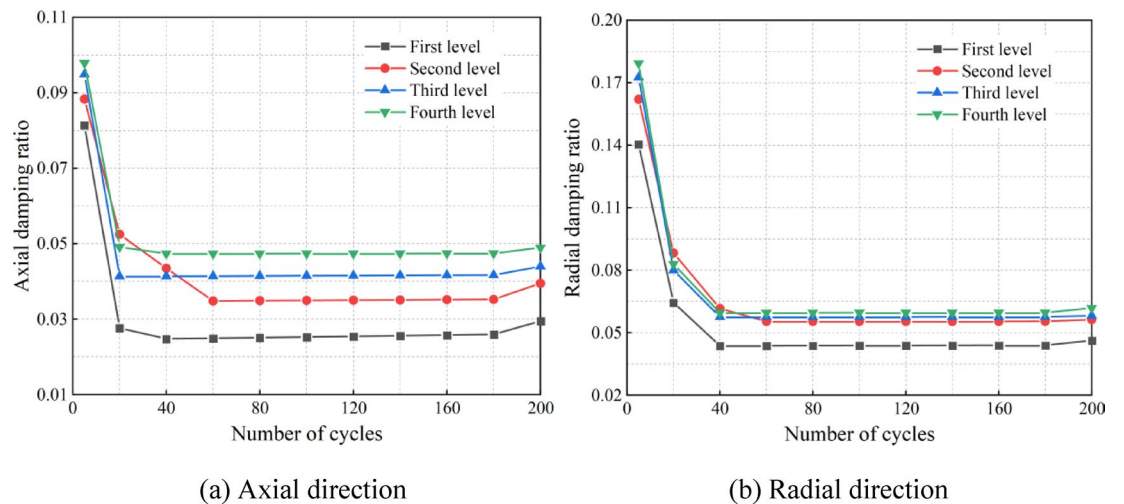 0.11
0.09
0.07
0.05
0.03
0.01
Axial damping ratio
First level
Second level
Third level
Fourth level
0 40 80 120 160 200
Number of cycles
(a) Axial direction
0.20
0.17
0.14
0.11
0.08
0.05
0.02
Radial damping ratio
First level
Second level
Third level
Fourth level
0 40 80 120 160 200
Number of cycles
(b) Radial direction